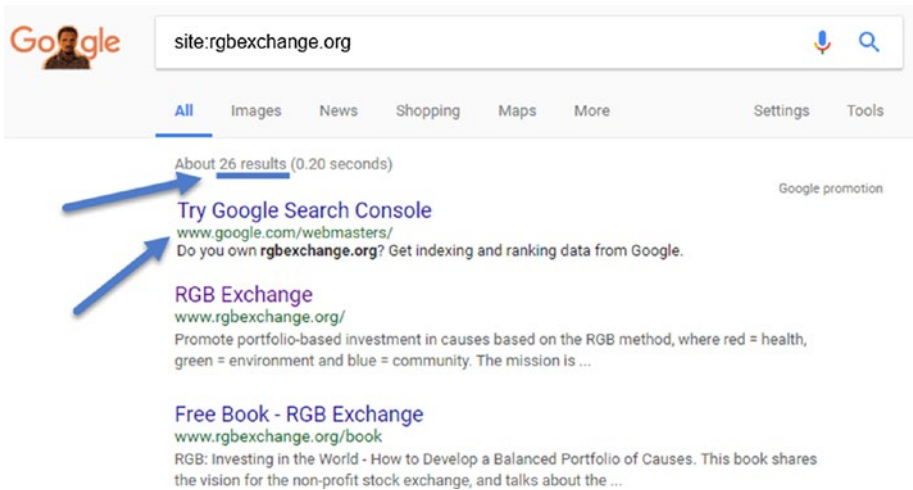 Google
site:rgbexchange.org
All Images News Shopping Maps More Settings Tools
About 26 results (0.20 seconds)
Google promotion
Try Google Search Console
www.google.com/webmasters/
Do you own rgbexchange.org? Get indexing and ranking data from Google.
RGB Exchange
www.rgbexchange.org/
Promote portfolio-based investment in causes based on the RGB method, where red = health,
green = environment and blue = community. The mission is ...
Free Book - RGB Exchange
www.rgbexchange.org/book
RGB: Investing in the World - How to Develop a Balanced Portfolio of Causes. This book shares
the vision for the non-profit stock exchange, and talks about the ...